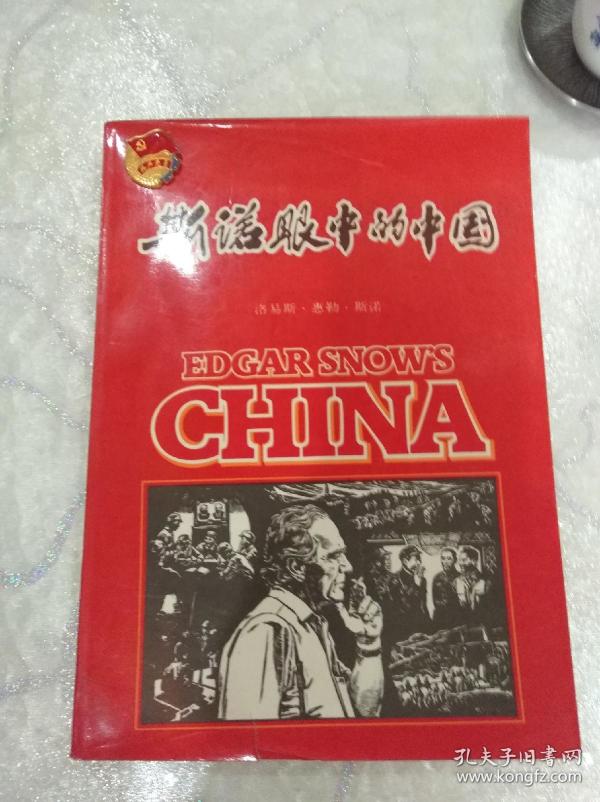 斯诺眼中的中国
洛易斯·惠勒·斯诺
EDGAR SNOW'S
CHINA
孔夫子旧书网
www.kongfz.com